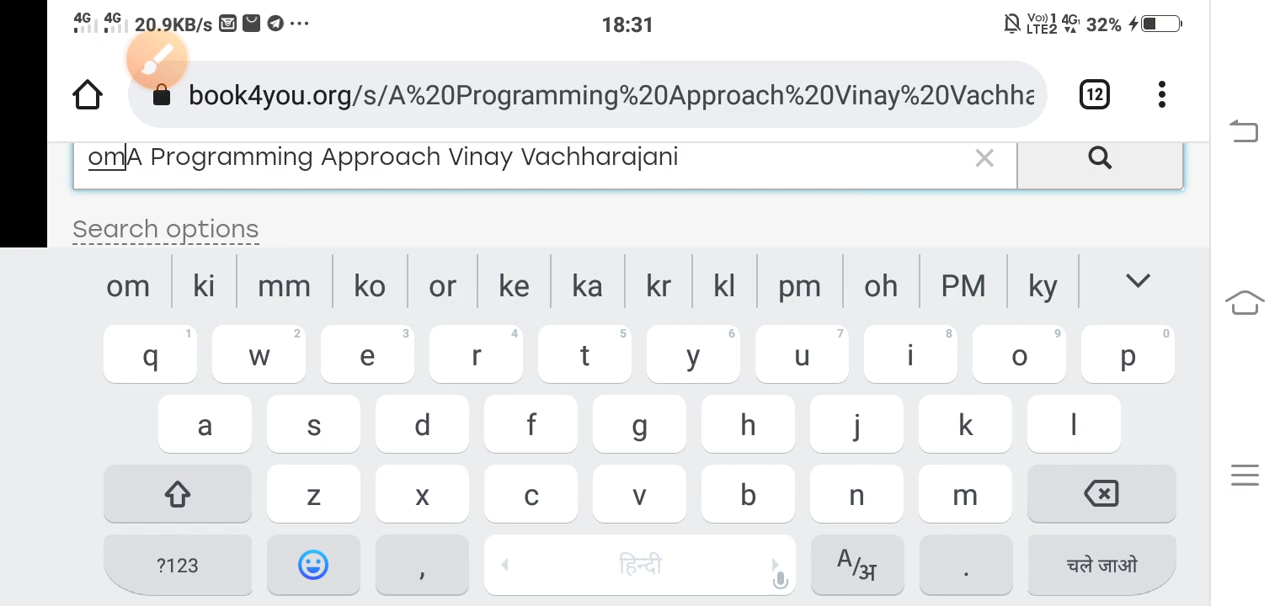 4G 4G 20.9KB/s ... 18:31 Vo)) 1 LTE2 4G 32%
book4you.org/s/A%20Programming%20Approach%20Vinay%20Vachha 12
omA Programming Approach Vinay Vachharajani
Search options
om ki mm ko or ke ka kr kl pm oh PM ky
q 1 w 2 e 3 r 4 t 5 y 6 u 7 i 8 o 9 p 0
a s d f g h j k l
z x c v b n m
?123 , हिन्दी A/अ . चले जाओ